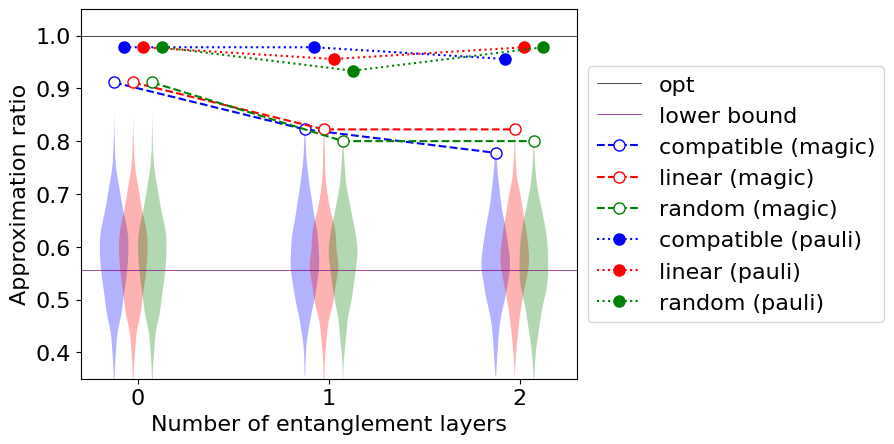 Approximation ratio
1.0
0.9
0.8
0.7
0.6
0.5
0.4
0 1 2
Number of entanglement layers
opt
lower bound
compatible (magic)
linear (magic)
random (magic)
compatible (pauli)
linear (pauli)
random (pauli)